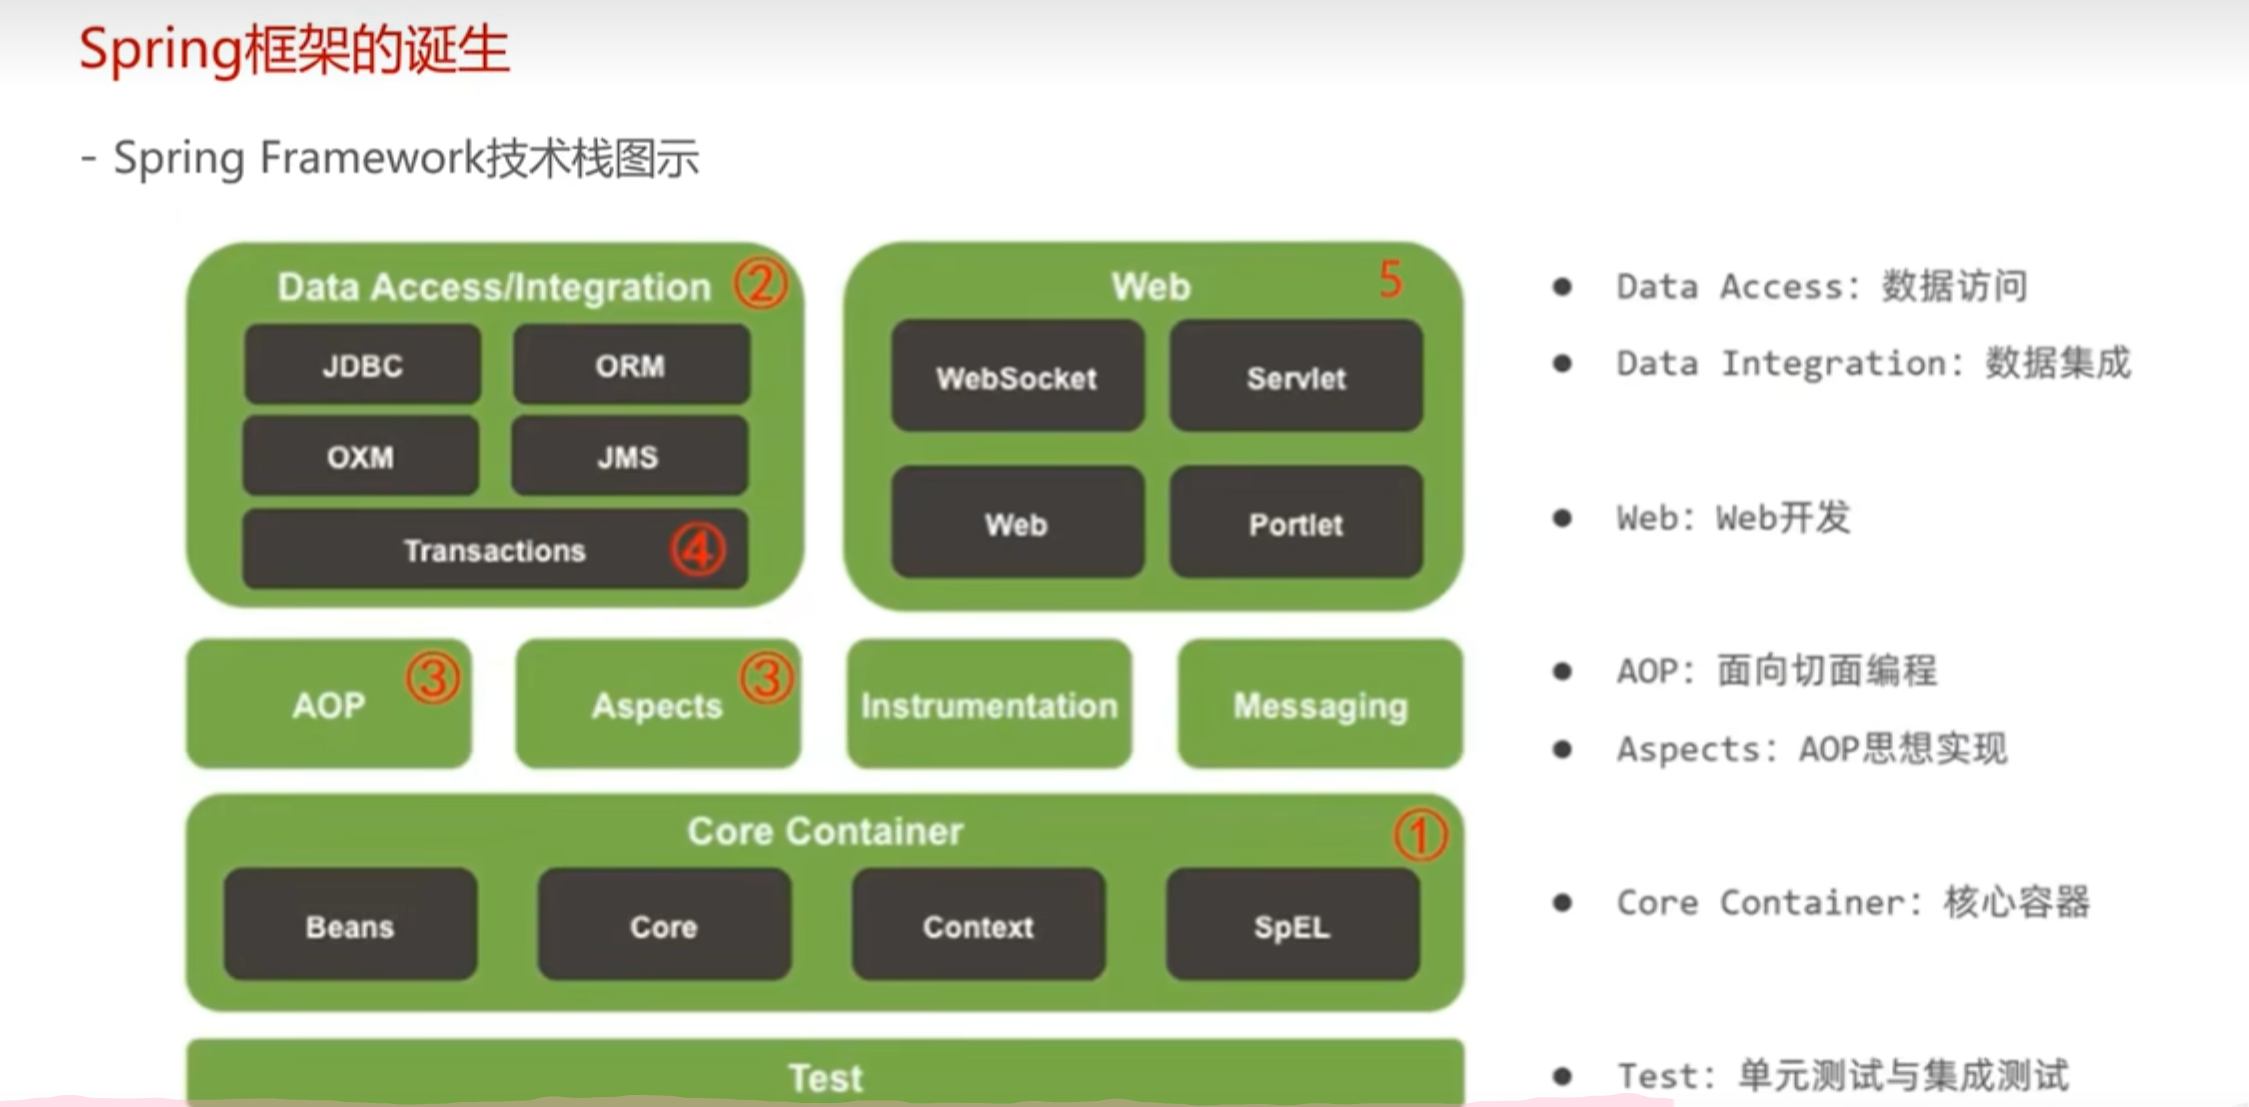 Spring框架的诞生
- Spring Framework技术栈图示
Data Access/Integration ②
JDBC ORM
OXM JMS
Transactions ④
Web 5
WebSocket Servlet
Web Portlet
AOP ③ Aspects ③ Instrumentation Messaging
Core Container ①
Beans Core Context SpEL
Test
● Data Access：数据访问
● Data Integration：数据集成
● Web：Web开发
● AOP：面向切面编程
● Aspects：AOP思想实现
● Core Container：核心容器
● Test：单元测试与集成测试